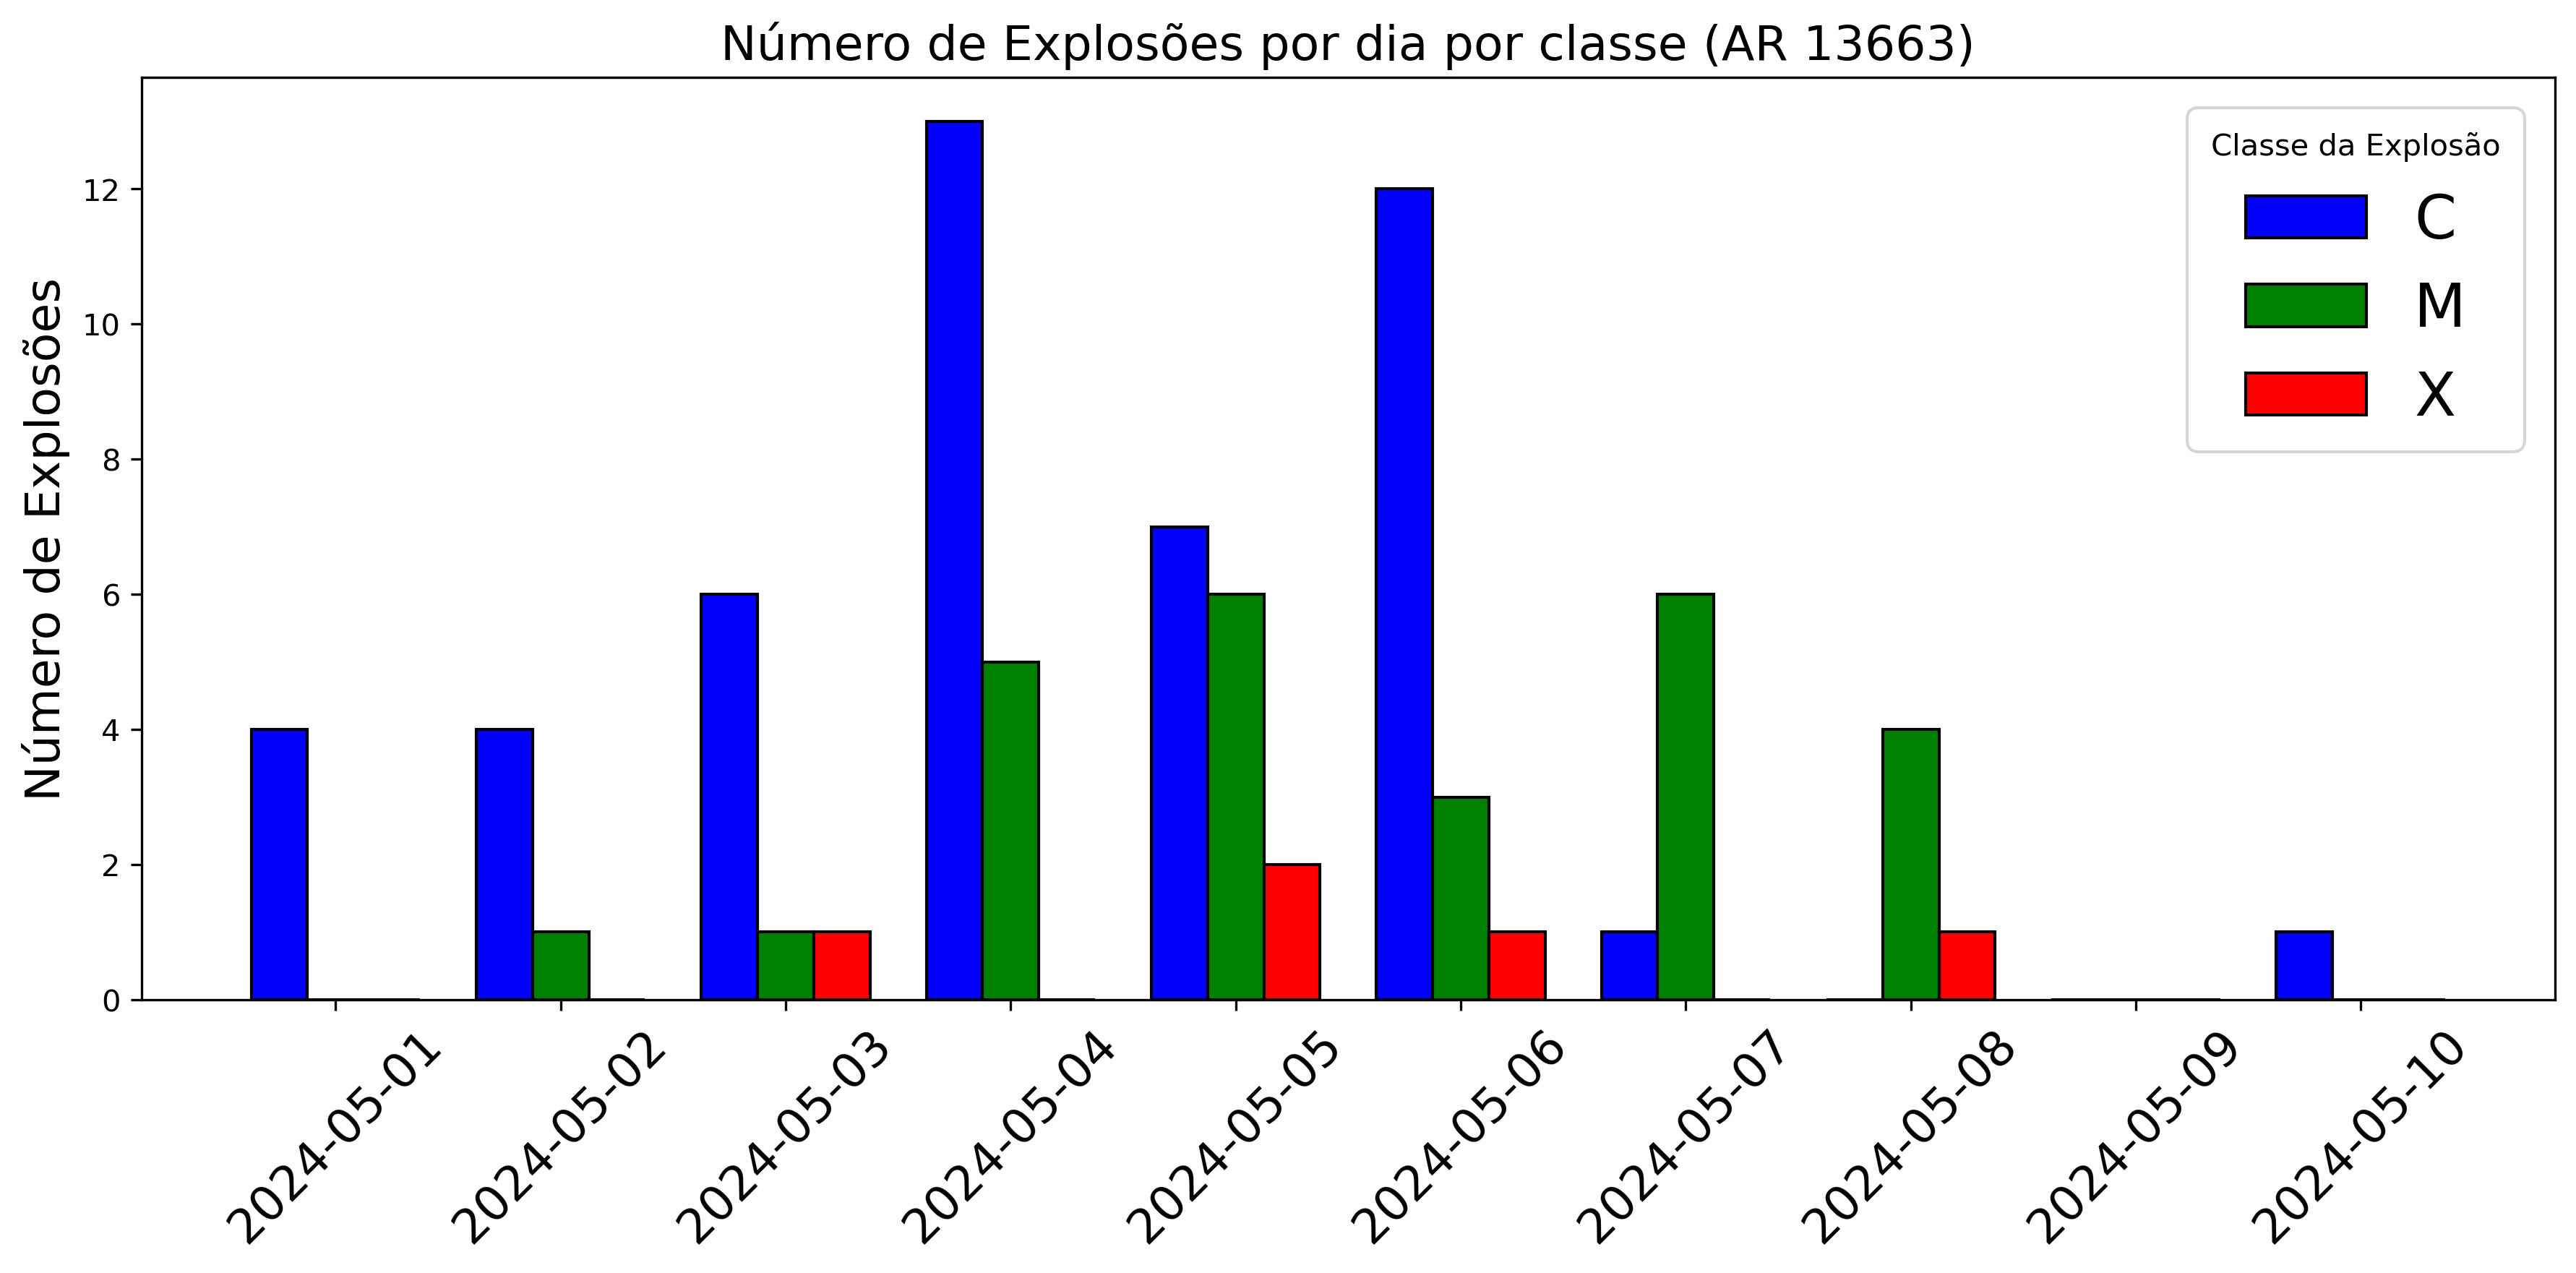 Número de Explosões por dia por classe (AR 13663)
Número de Explosões
12
10
8
6
4
2
0
Classe da Explosão
C
M
X
2024-05-01
2024-05-02
2024-05-03
2024-05-04
2024-05-05
2024-05-06
2024-05-07
2024-05-08
2024-05-09
2024-05-10